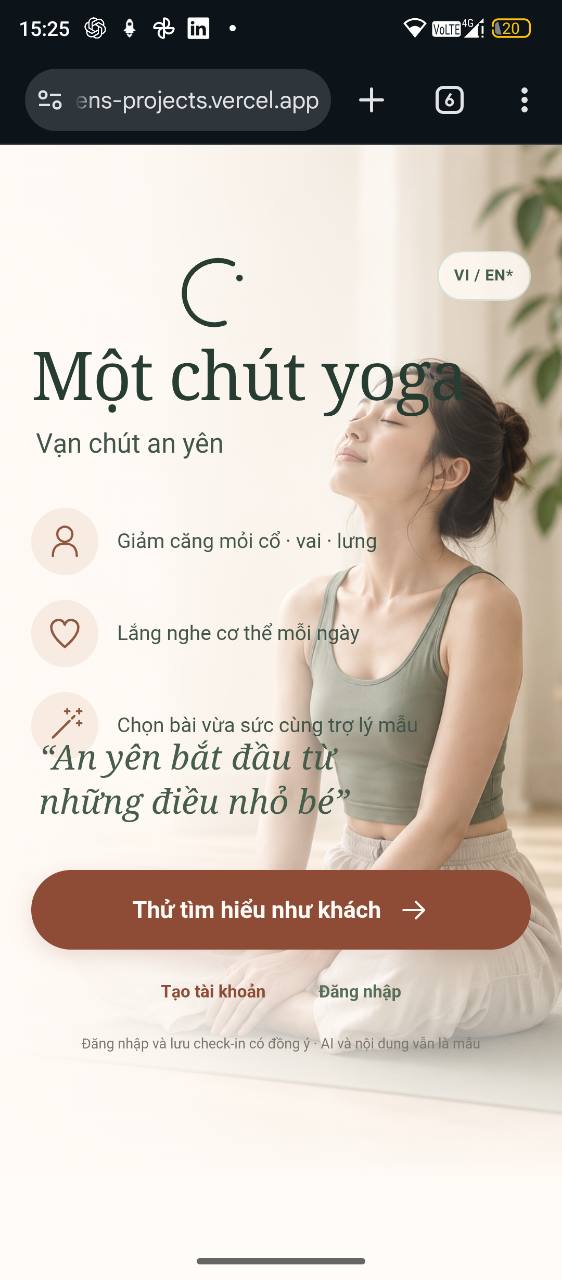 15:25
VoLTE 4G
20
ens-projects.vercel.app
6
VI / EN*
Một chút yoga
Vạn chút an yên
Giảm căng mỏi cổ · vai · lưng
Lắng nghe cơ thể mỗi ngày
Chọn bài vừa sức cùng trợ lý mẫu
“An yên bắt đầu từ
những điều nhỏ bé”
Thử tìm hiểu như khách →
Tạo tài khoản
Đăng nhập
Đăng nhập và lưu check-in có đồng ý · AI và nội dung vẫn là mẫu